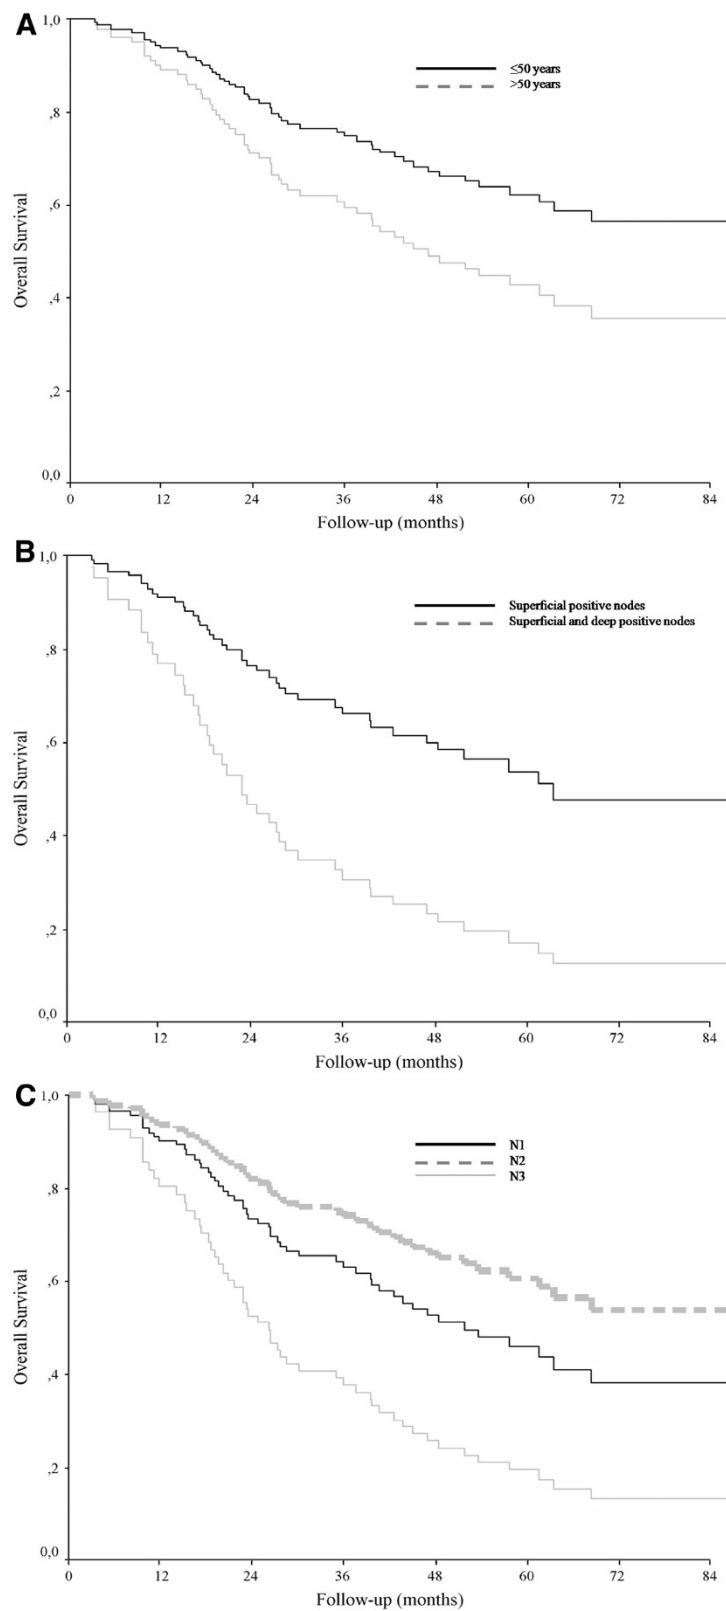 A
1,0
,8
,6
,4
,2
0,0
Overall Survival
≤50 years
>50 years
0 12 24 36 48 60 72 84
Follow-up (months)
B
1,0
,8
,6
,4
,2
0,0
Overall Survival
Superficial positive nodes
Superficial and deep positive nodes
0 12 24 36 48 60 72 84
Follow-up (months)
C
1,0
,8
,6
,4
,2
0,0
Overall Survival
N1
N2
N3
0 12 24 36 48 60 72 84
Follow-up (months)